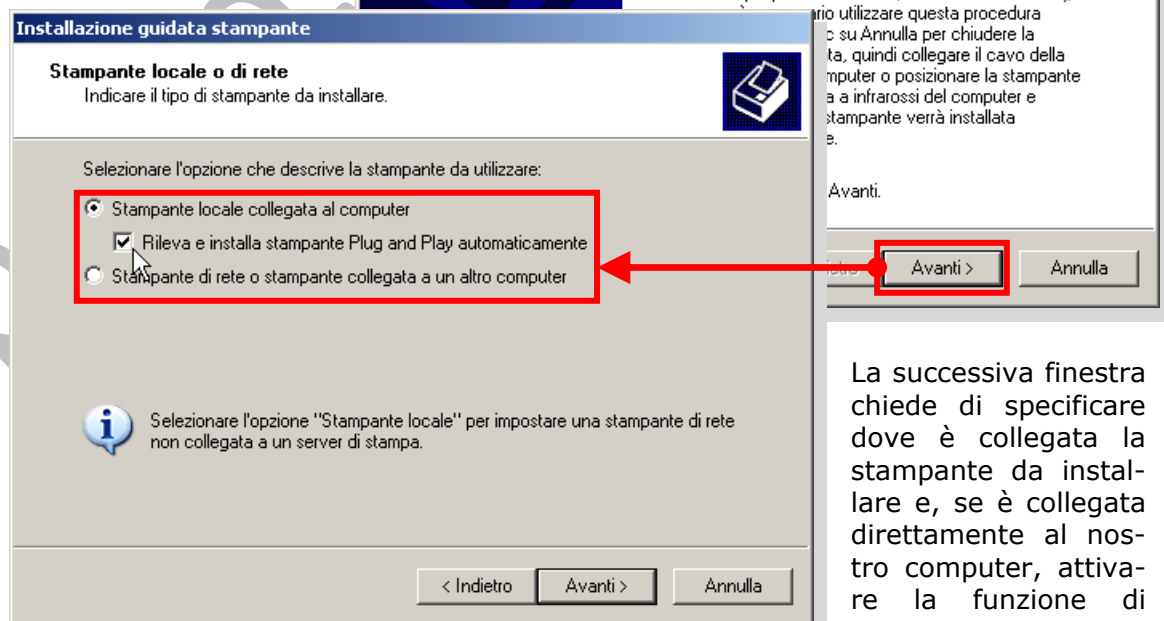 Installazione guidata stampante
Stampante locale o di rete
Indicare il tipo di stampante da installare.
Selezionare l'opzione che descrive la stampante da utilizzare:
Stampante locale collegata al computer
Rileva e installa stampante Plug and Play automaticamente
Stampante di rete o stampante collegata a un altro computer
Selezionare l'opzione "Stampante locale" per impostare una stampante di rete
non collegata a un server di stampa.
< Indietro
Avanti >
Annulla
utilizzare questa procedura
su Annulla per chiudere la
quindi collegare il cavo della
o posizionare la stampante
a infrarossi del computer e
stampante verrà installata
Avanti.
Avanti >
Annulla
La successiva finestra
chiede di specificare
dove è collegata la
stampante da instal-
lare e, se è collegata
direttamente al nos-
tro computer, attiva-
re la funzione di